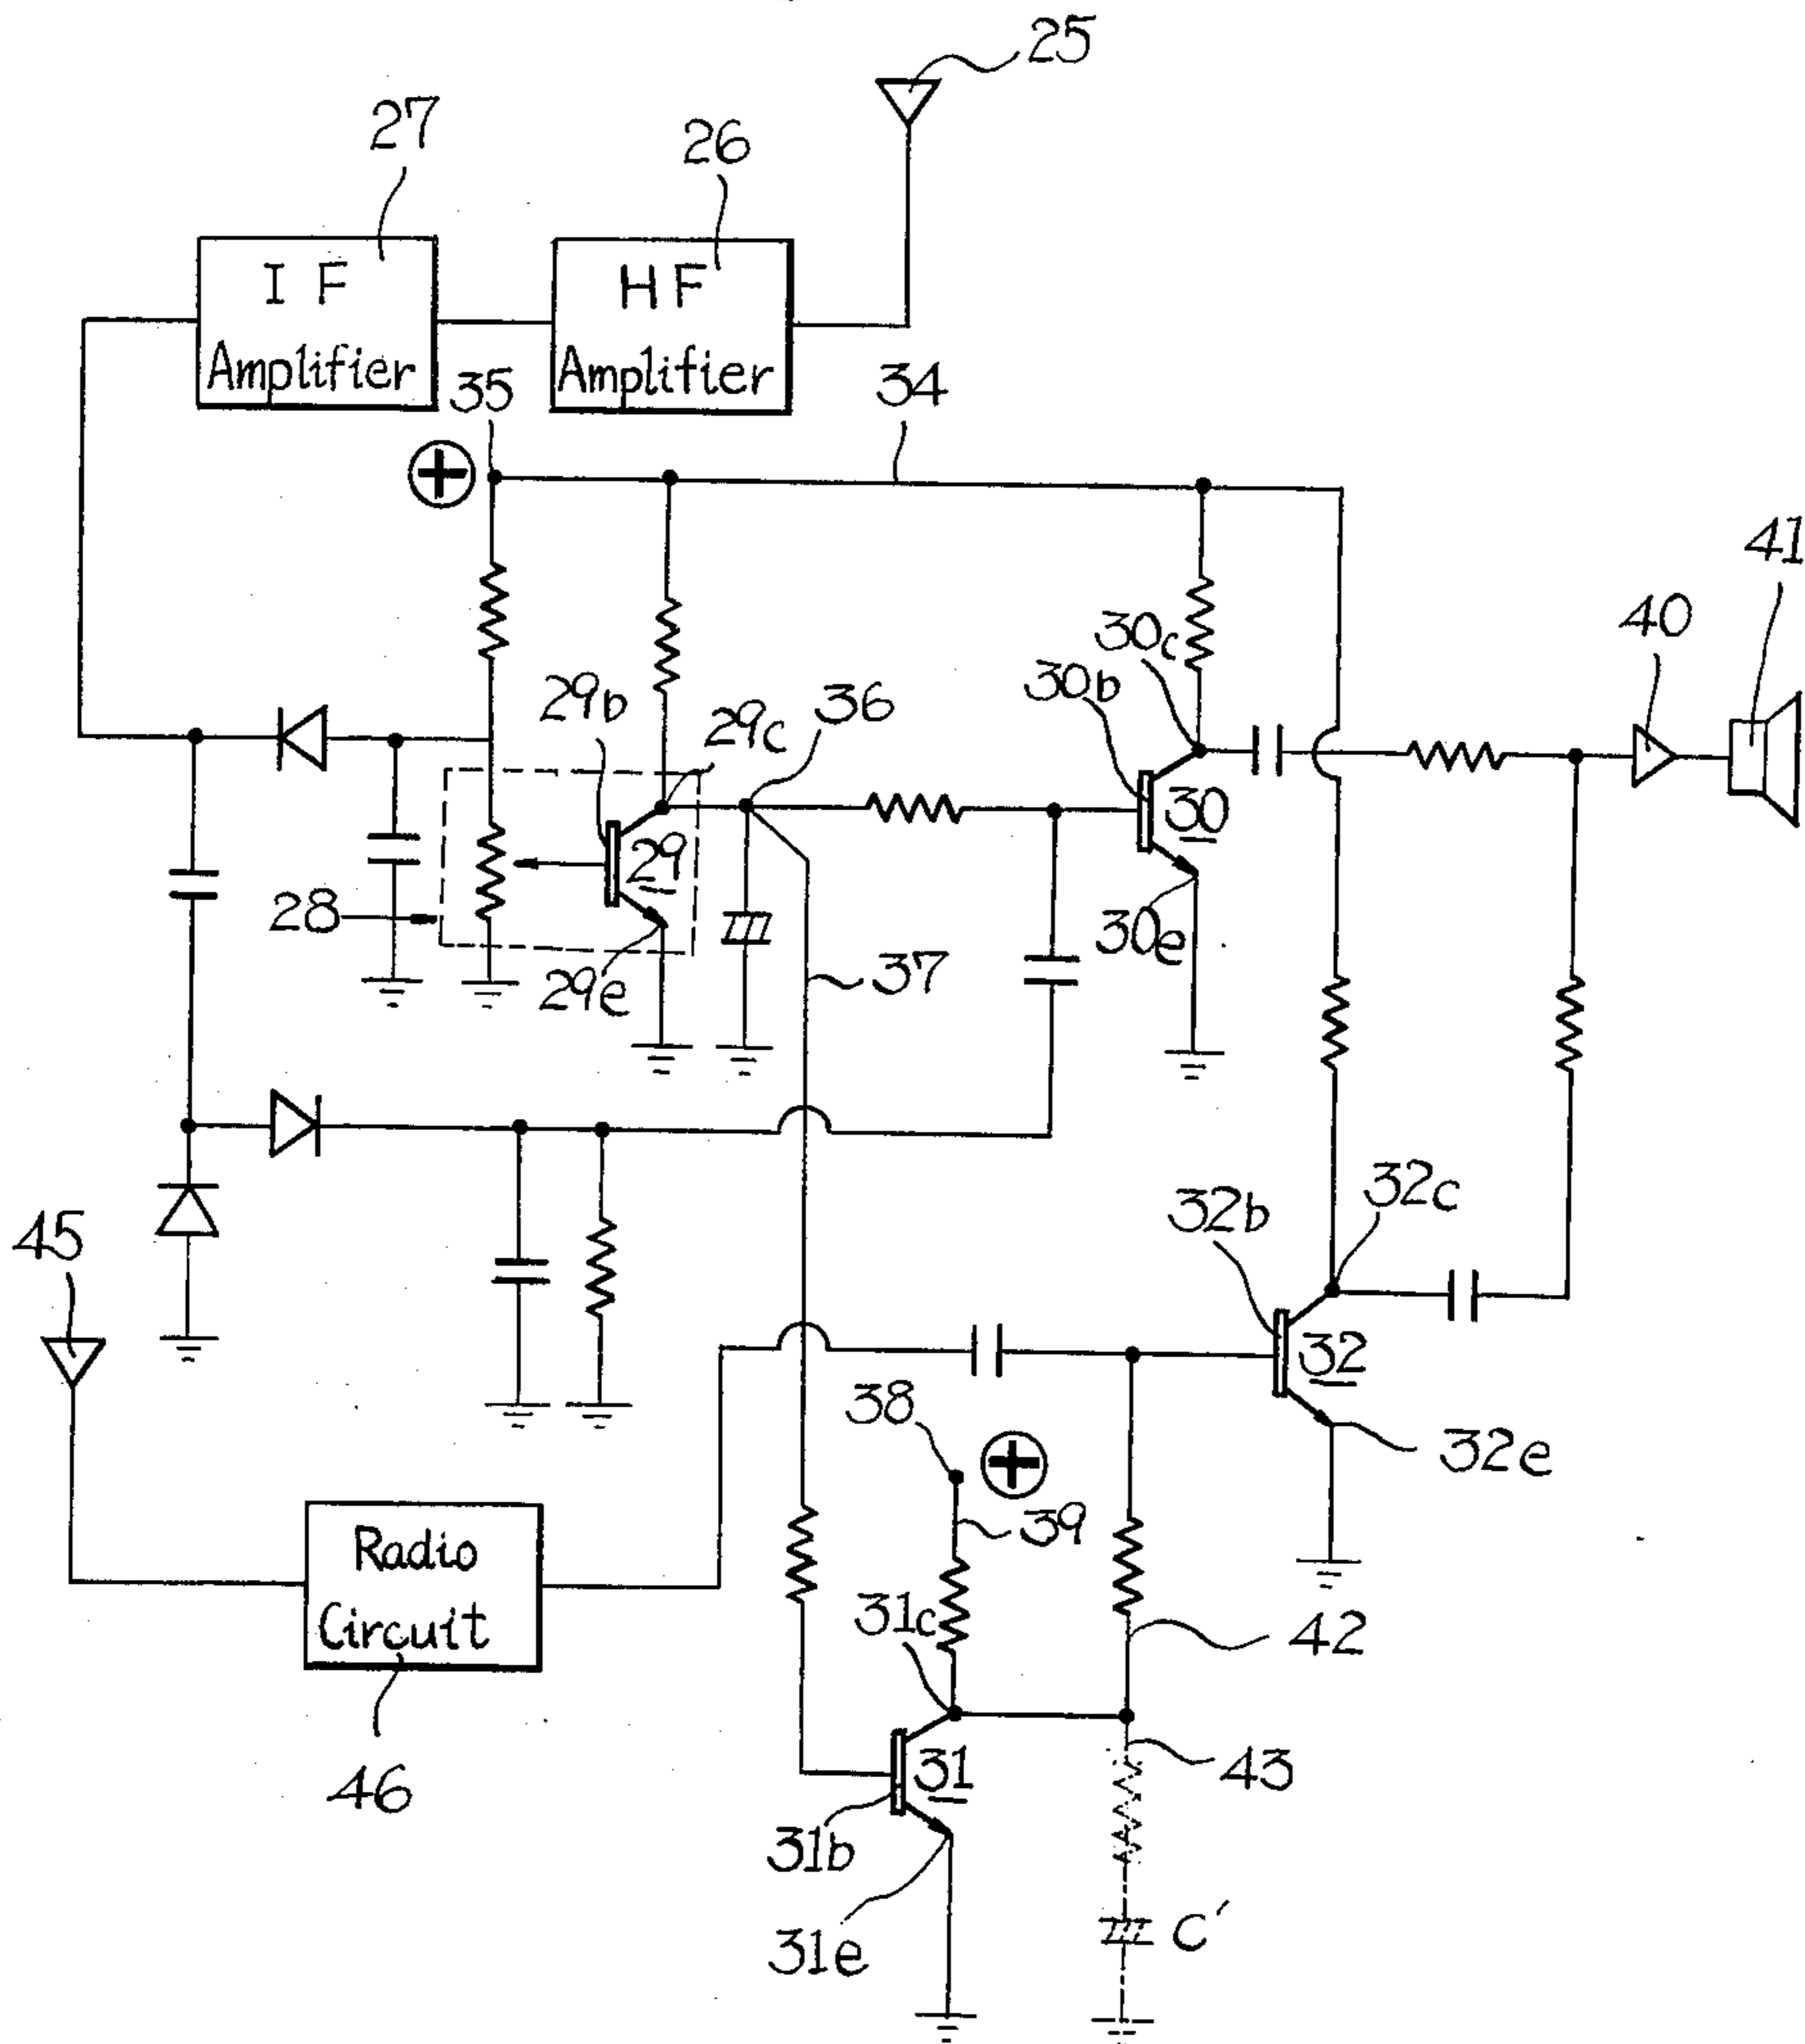 25
27
26
I F
Amplifier
H F
Amplifier
35
34
+
41
40
30c
30b
29b
29c
36
30
29
28
30e
29e
37
32c
32b
45
32
38
+
32e
39
Radio
Circuit
31c
42
46
31
43
31b
C'
31e